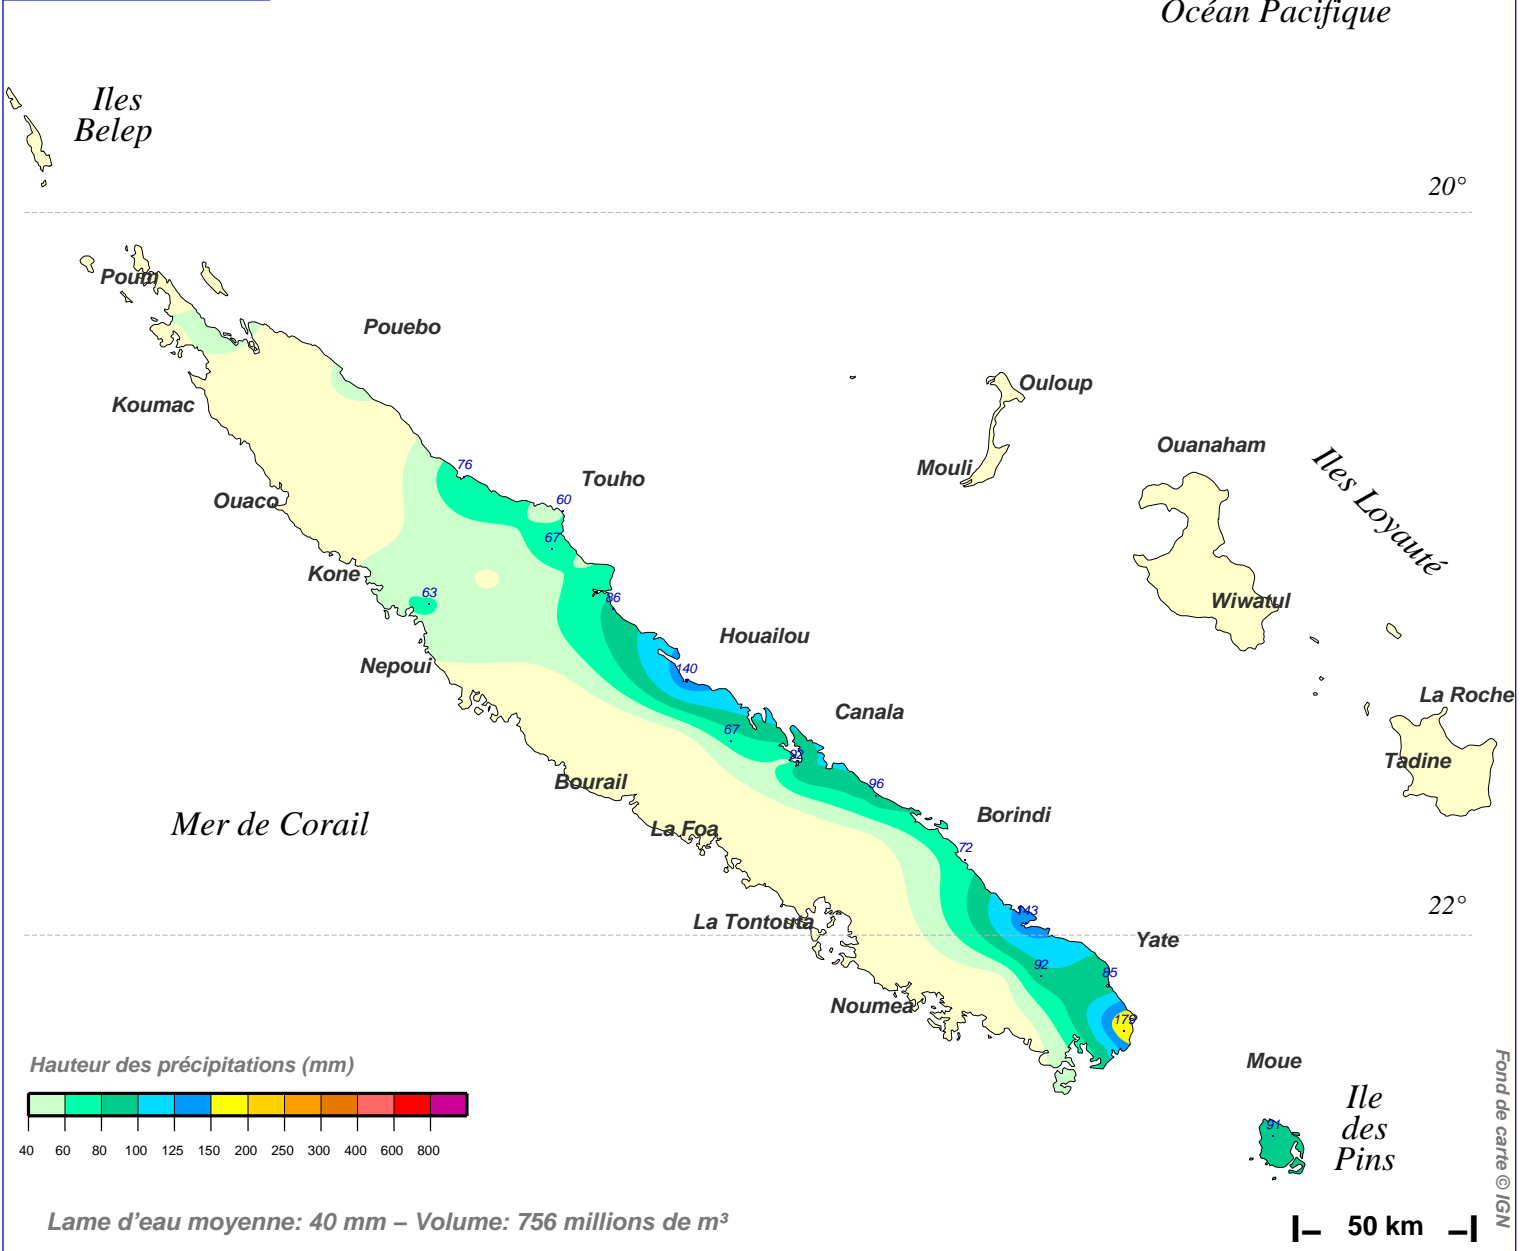 Océan Pacifique
Iles
Belep
20°
Poum
Pouebo
Koumac
Ouloup
Ouanaham
Mouli
Iles Loyauté
76
Touho
Ouaco
60
67
Kone
63
86
Wiwatul
Houailou
Nepoui
140
La Roche
Canala
67
92
Tadine
Bourail
96
Mer de Corail
La Foa
Borindi
72
22°
143
La Tontouta
Yate
92
85
Noumea
179
Hauteur des précipitations (mm)
Moue
Ile
des
Pins
91
40 60 80 100 125 150 200 250 300 400 600 800
Fond de carte © IGN
Lame d’eau moyenne: 40 mm – Volume: 756 millions de m³
50 km